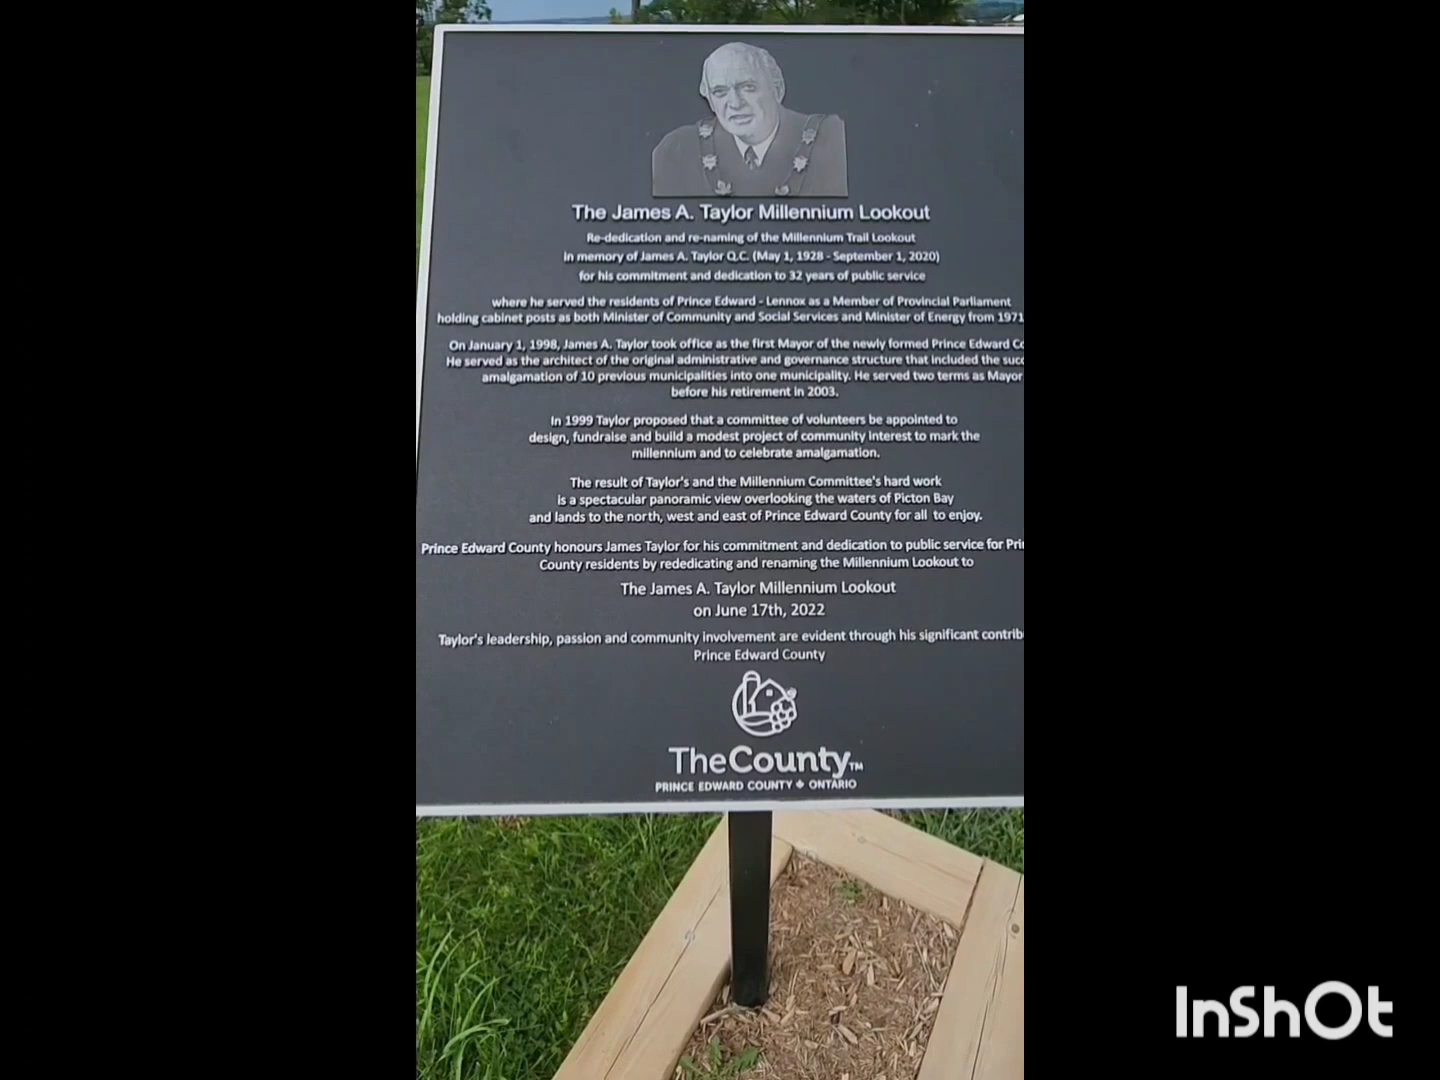 The James A. Taylor Millennium Lookout
Re-dedication and re-naming of the Millennium Trail Lookout
in memory of James A. Taylor Q.C. (May 1, 1928 - September 1, 2020)
for his commitment and dedication to 32 years of public service
where he served the residents of Prince Edward - Lennox as a Member of Provincial Parliament
holding cabinet posts as both Minister of Community and Social Services and Minister of Energy from 1971
On January 1, 1998, James A. Taylor took office as the first Mayor of the newly formed Prince Edward
He served as the architect of the original administrative and governance structure that included the
amalgamation of 10 previous municipalities into one municipality. He served two terms as Mayor
before his retirement in 2003.
In 1999 Taylor proposed that a committee of volunteers be appointed to
design, fundraise and build a modest project of community interest to mark the
millennium and to celebrate amalgamation.
The result of Taylor's and the Millennium Committee's hard work
is a spectacular panoramic view overlooking the waters of Picton Bay
and lands to the north, west and east of Prince Edward County for all to enjoy.
Prince Edward County honours James Taylor for his commitment and dedication to public service for
County residents by rededicating and renaming the Millennium Lookout to
The James A. Taylor Millennium Lookout
on June 17th, 2022
Taylor's leadership, passion and community involvement are evident through his significant
Prince Edward County
TheCounty™
PRINCE EDWARD COUNTY ONTARIO
InShOt